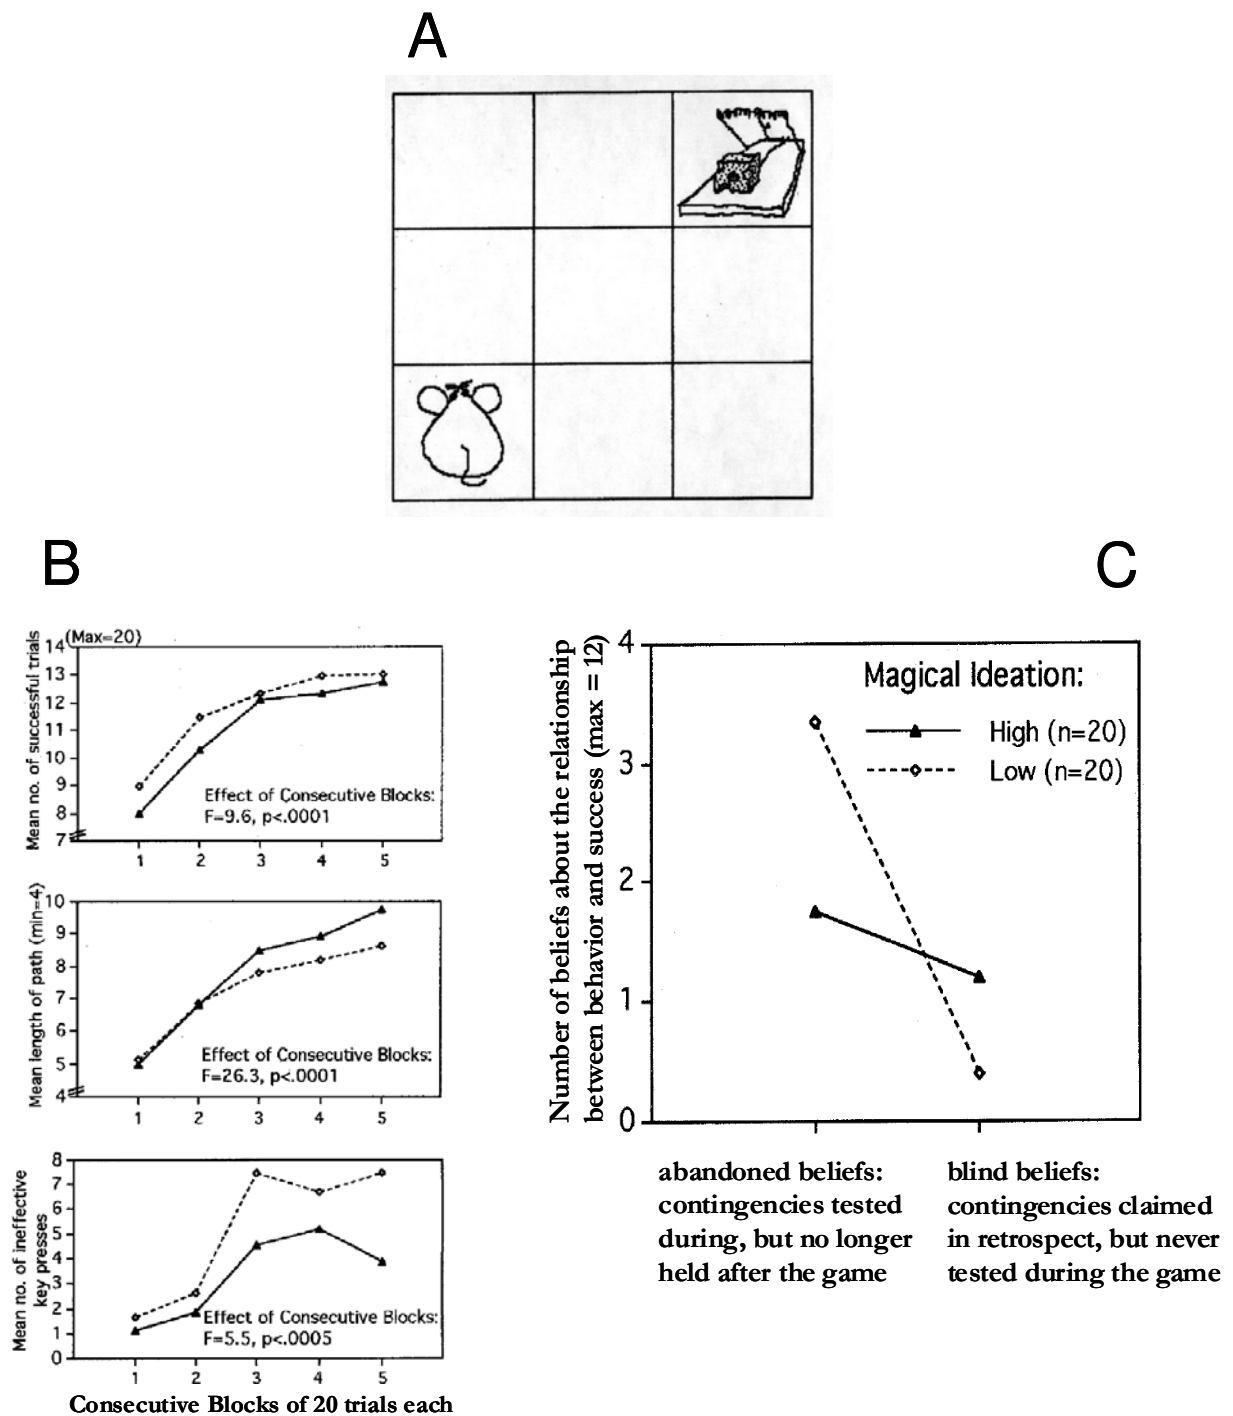 A
B
(Max=20)
Mean no. of successful trials
14
13
12
11
10
9
8
7
Effect of Consecutive Blocks:
F=9.6, p<.0001
1 2 3 4 5
Mean length of path (min=4)
10
9
8
7
6
5
4
Effect of Consecutive Blocks:
F=26.3, p<.0001
1 2 3 4 5
Mean no. of ineffective
key presses
8
7
6
5
4
3
2
1
0
Effect of Consecutive Blocks:
F=5.5, p<.0005
1 2 3 4 5
Consecutive Blocks of 20 trials each
C
Number of beliefs about the relationship
between behavior and success (max = 12)
4
3
2
1
0
Magical Ideation:
High (n=20)
Low (n=20)
abandoned beliefs:
contingencies tested
during, but no longer
held after the game
blind beliefs:
contingencies claimed
in retrospect, but never
tested during the game